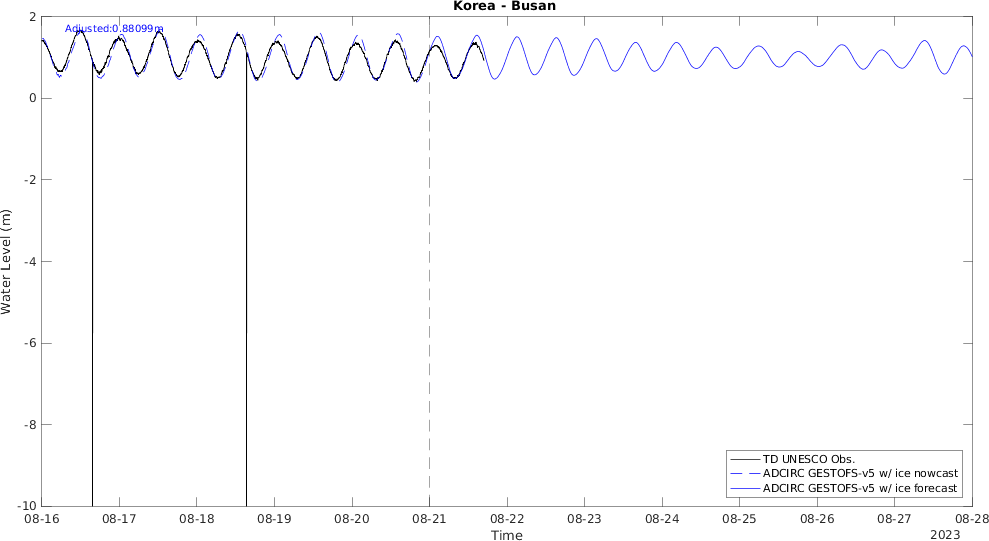 Korea - Busan
Adjusted:0.88099m
2
0
-2
-4
-6
-8
-10
Water Level (m)
TD UNESCO Obs.
ADCIRC GESTOFS-v5 w/ ice nowcast
ADCIRC GESTOFS-v5 w/ ice forecast
08-16 08-17 08-18 08-19 08-20 08-21 08-22 08-23 08-24 08-25 08-26 08-27 08-28
Time
2023